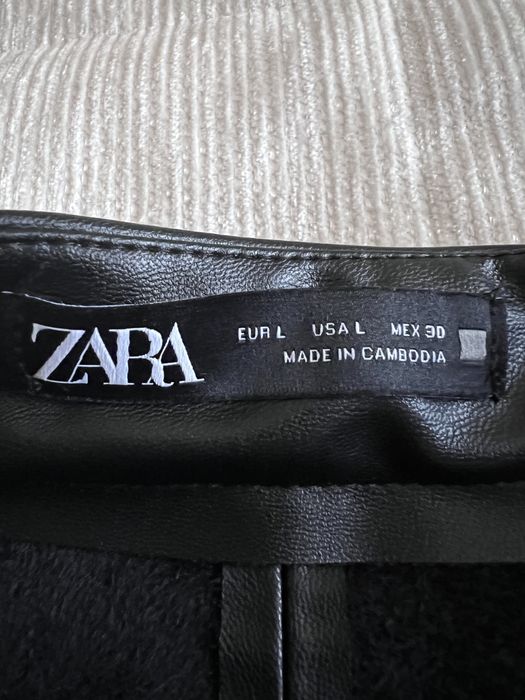 ZARA
EUR L USA L MEX 30
MADE IN CAMBODIA